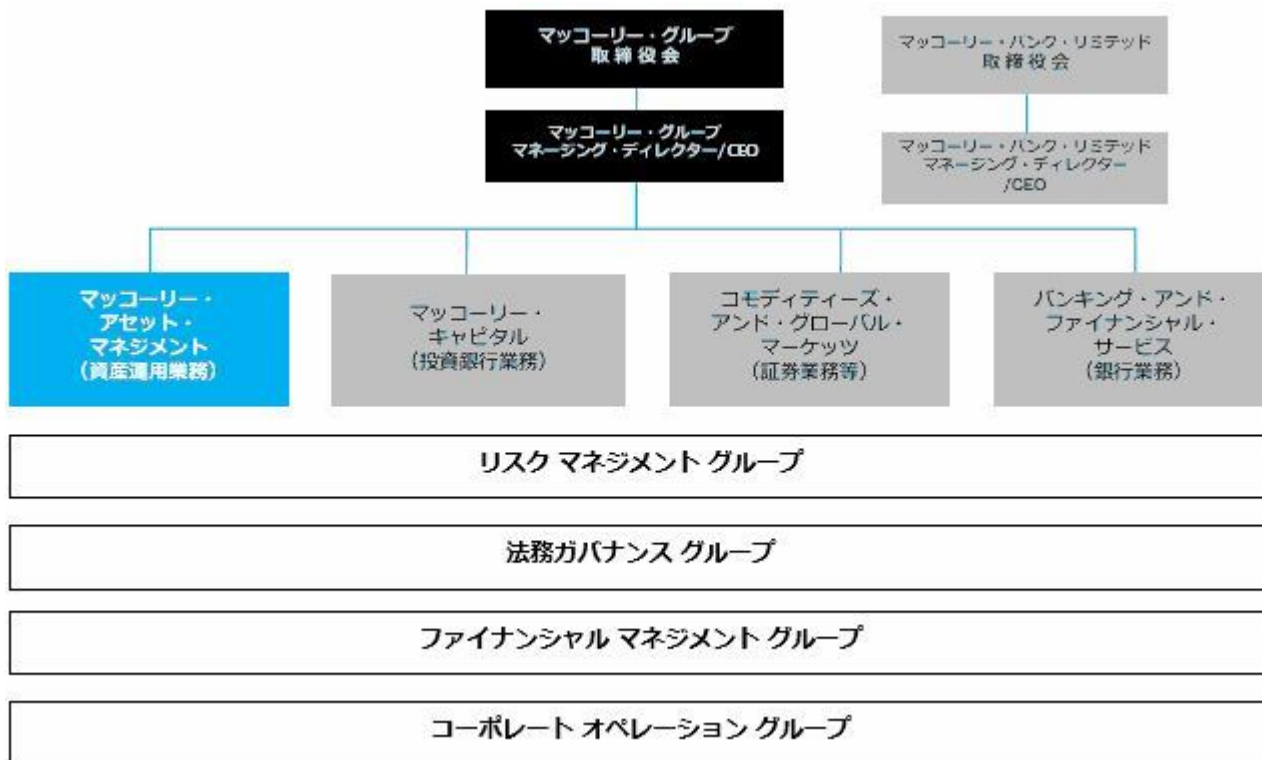 マッコーリー・グループ
取締役会
マッコーリー・バンク・リミテッド
取締役会
マッコーリー・グループ
マネージング・ディレクター/CEO
マッコーリー・バンク・リミテッド
マネージング・ディレクター
/CEO
マッコーリー・
アセット・
マネジメント
(資産運用業務)
マッコーリー・
キャピタル
(投資銀行業務)
コモディティーズ・
アンド・グローバル・
マーケッツ
(証券業務等)
バンキング・アンド・
ファイナンシャル・
サービス
(銀行業務)
リスク マネジメント グループ
法務ガバナンス グループ
ファイナンシャル マネジメント グループ
コーポレート オペレーション グループ